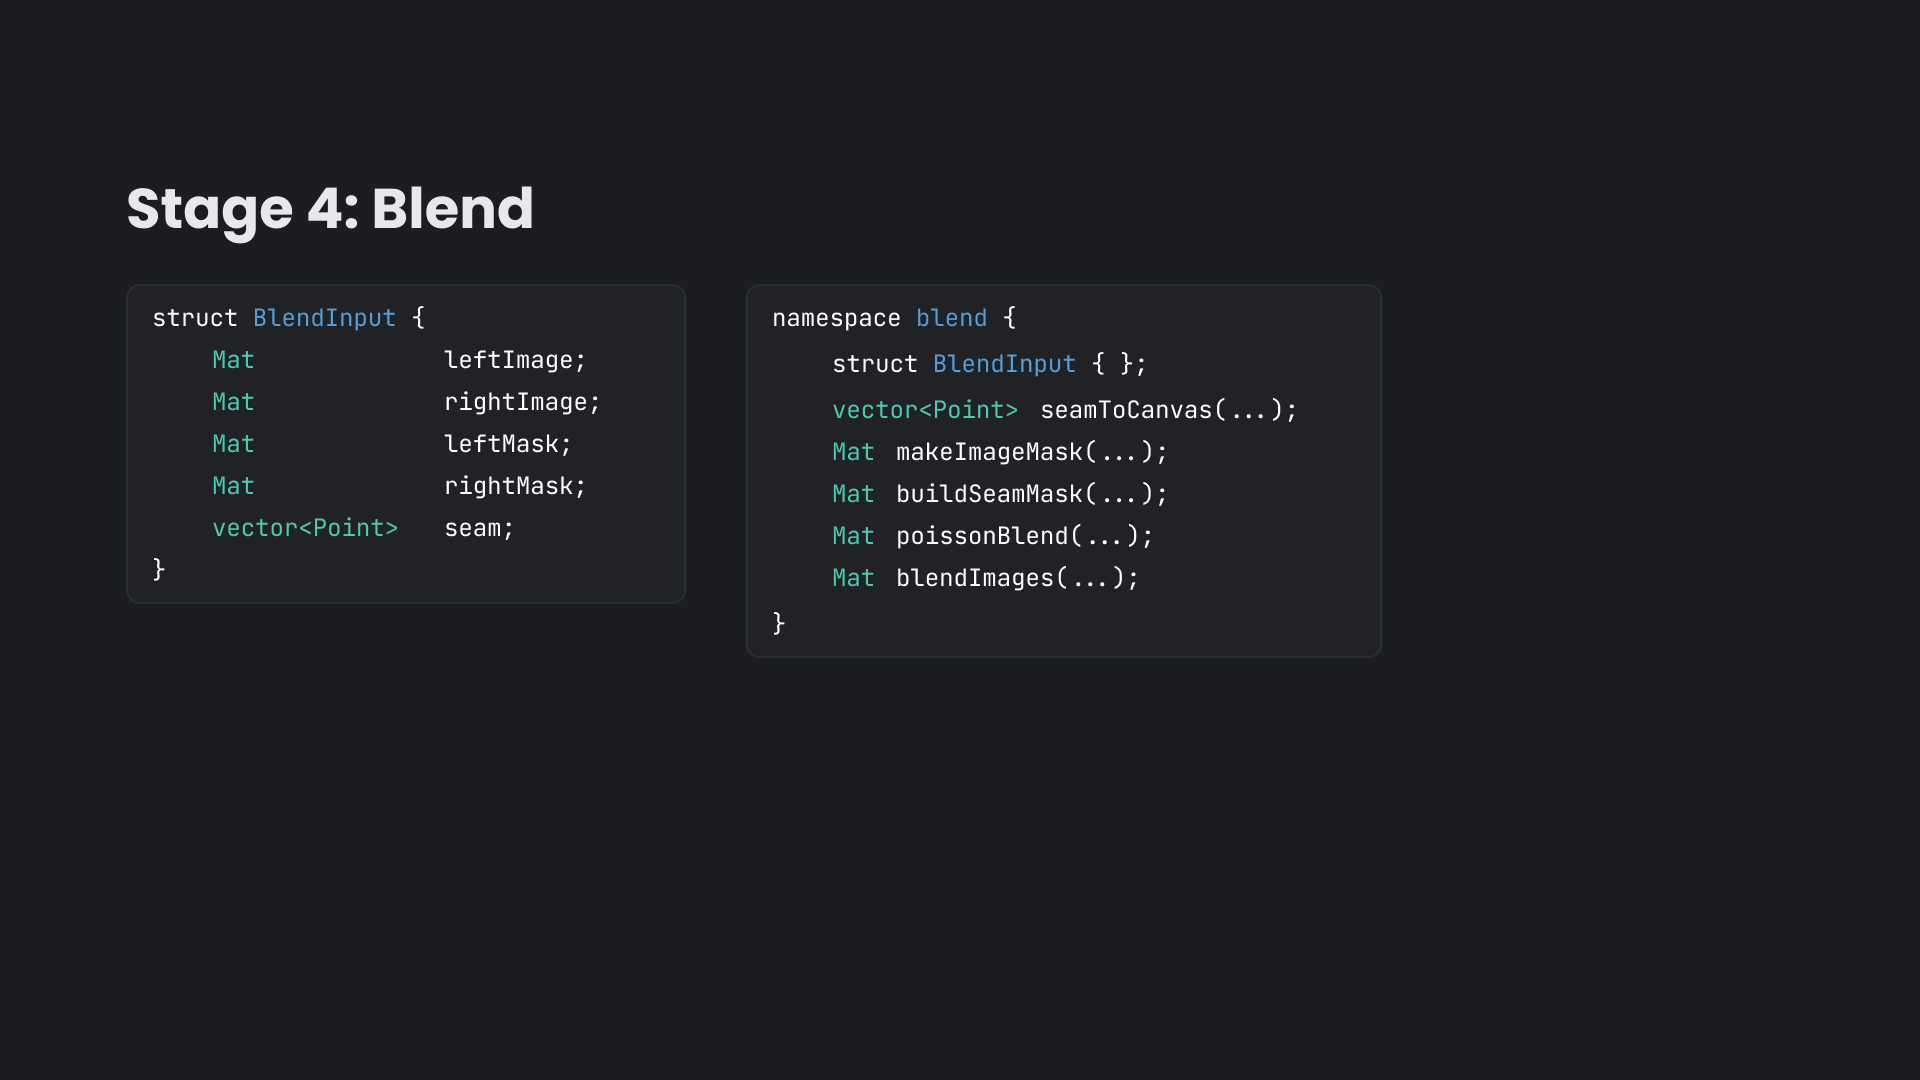 Stage 4: Blend
struct BlendInput {
Mat leftImage;
Mat rightImage;
Mat leftMask;
Mat rightMask;
vector<Point> seam;
}
namespace blend {
struct BlendInput { };
vector<Point> seamToCanvas(...);
Mat makeImageMask(...);
Mat buildSeamMask(...);
Mat poissonBlend(...);
Mat blendImages(...);
}